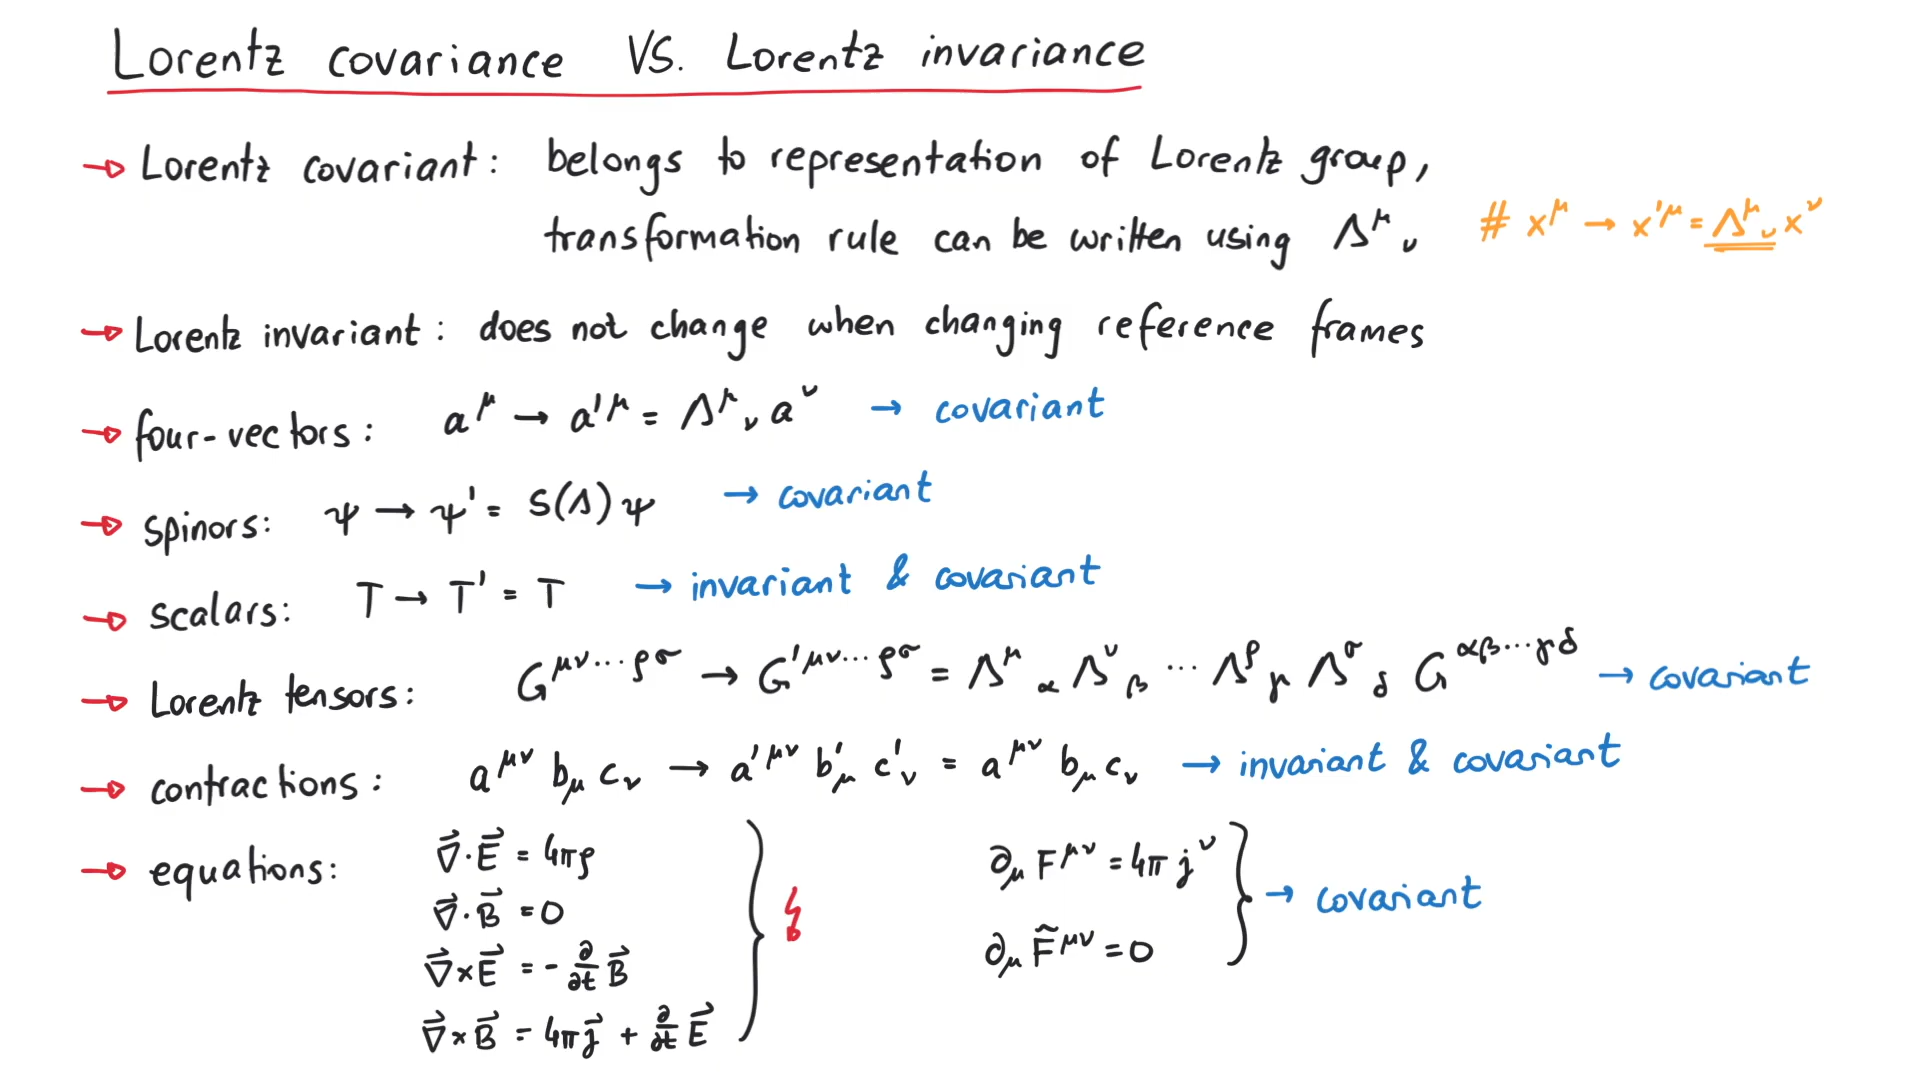 Lorentz covariance VS. Lorentz invariance
→ Lorentz covariant: belongs to representation of Lorentz group,
transformation rule can be written using Λ^μ_ν # x^μ → x'^μ = Λ^μ_ν x^ν
→ Lorentz invariant: does not change when changing reference frames
→ four-vectors: a^μ → a'^μ = Λ^μ_ν a^ν → covariant
→ spinors: ψ → ψ' = S(Λ)ψ → covariant
→ scalars: T → T' = T → invariant & covariant
→ Lorentz tensors: G^{μν...ρσ} → G'^{μν...ρσ} = Λ^μ_α Λ^ν_β ... Λ^ρ_γ Λ^σ_δ G^{αβ...γδ} → covariant
→ contractions: a^{μν} b_μ c_ν → a'^{μν} b'_μ c'_ν = a^{μν} b_μ c_ν → invariant & covariant
→ equations: ∇⃗·E⃗ = 4πρ
∇⃗·B⃗ = 0
∇⃗×E⃗ = -∂/∂t B⃗
∇⃗×B⃗ = 4πj⃗ + ∂/∂t E⃗
∂_μ F^{μν} = 4π j^ν
∂_μ F̃^{μν} = 0
→ covariant